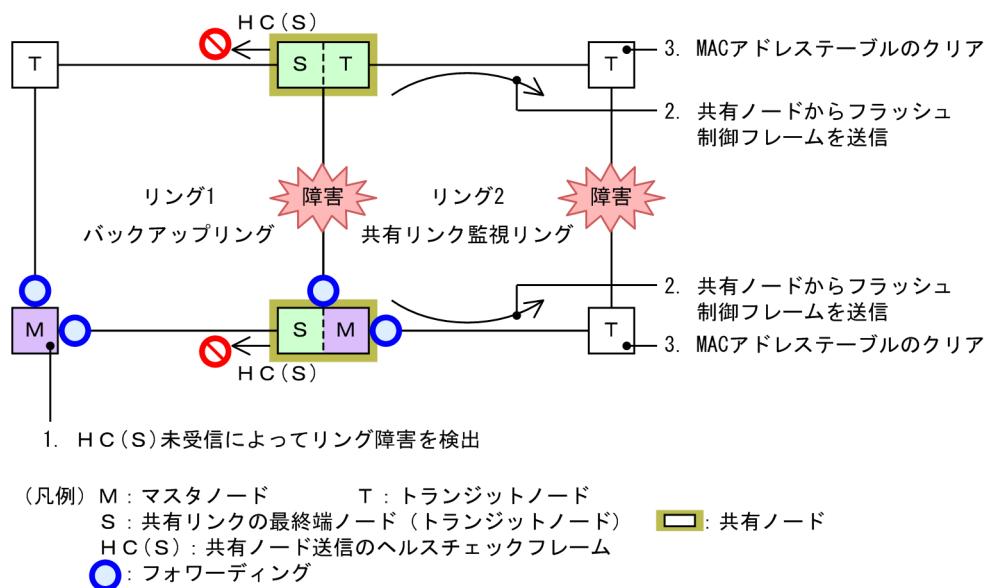 ＨＣ(Ｓ)
Ｔ
Ｓ
Ｔ
Ｔ
3. MACアドレステーブルのクリア
2. 共有ノードからフラッシュ
制御フレームを送信
リング1
バックアップリング
障害
リング2
共有リンク監視リング
障害
2. 共有ノードからフラッシュ
制御フレームを送信
Ｍ
Ｓ
Ｍ
Ｔ
3. MACアドレステーブルのクリア
ＨＣ(Ｓ)
1. ＨＣ(Ｓ)未受信によってリング障害を検出
（凡例）Ｍ：マスタノード　Ｔ：トランジットノード
Ｓ：共有リンクの最終端ノード（トランジットノード）　：共有ノード
ＨＣ(Ｓ)：共有ノード送信のヘルスチェックフレーム
：フォワーディング